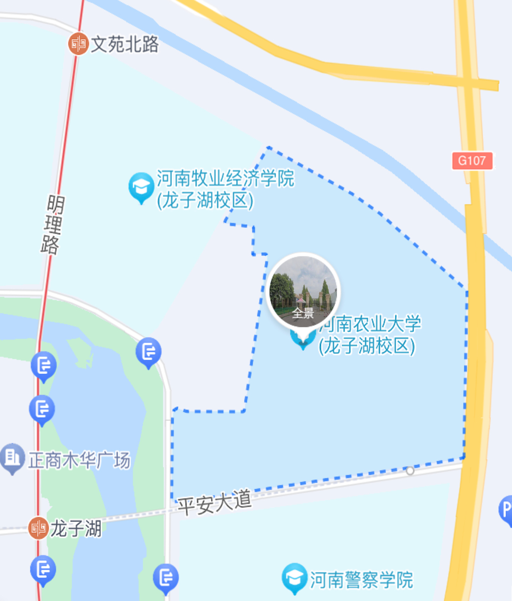 文苑北路
G107
河南牧业经济学院
(龙子湖校区)
明理路
全景
河南农业大学
(龙子湖校区)
正商木华广场
平安大道
龙子湖
P
河南警察学院